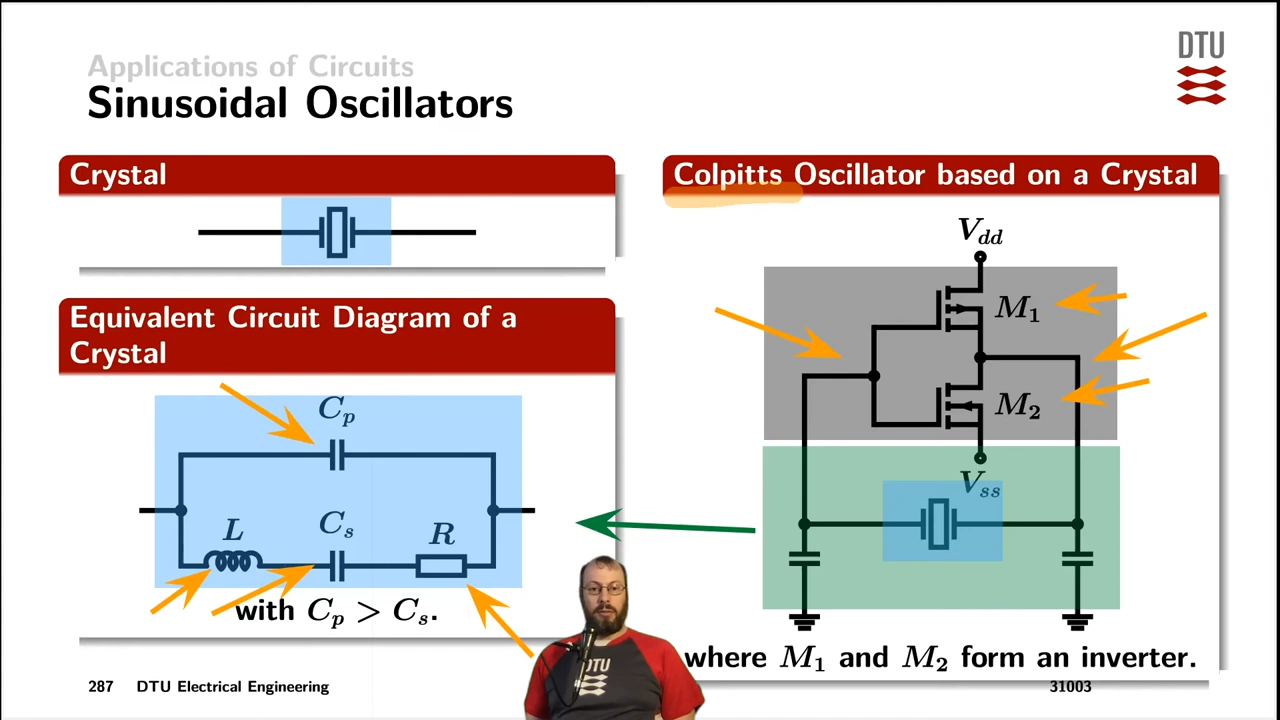 Applications of Circuits
Sinusoidal Oscillators
DTU
Crystal
Equivalent Circuit Diagram of a
Crystal
C_p
L
C_s
R
with C_p > C_s.
Colpitts Oscillator based on a Crystal
V_dd
M_1
M_2
V_ss
where M_1 and M_2 form an inverter.
DTU
287 DTU Electrical Engineering
31003